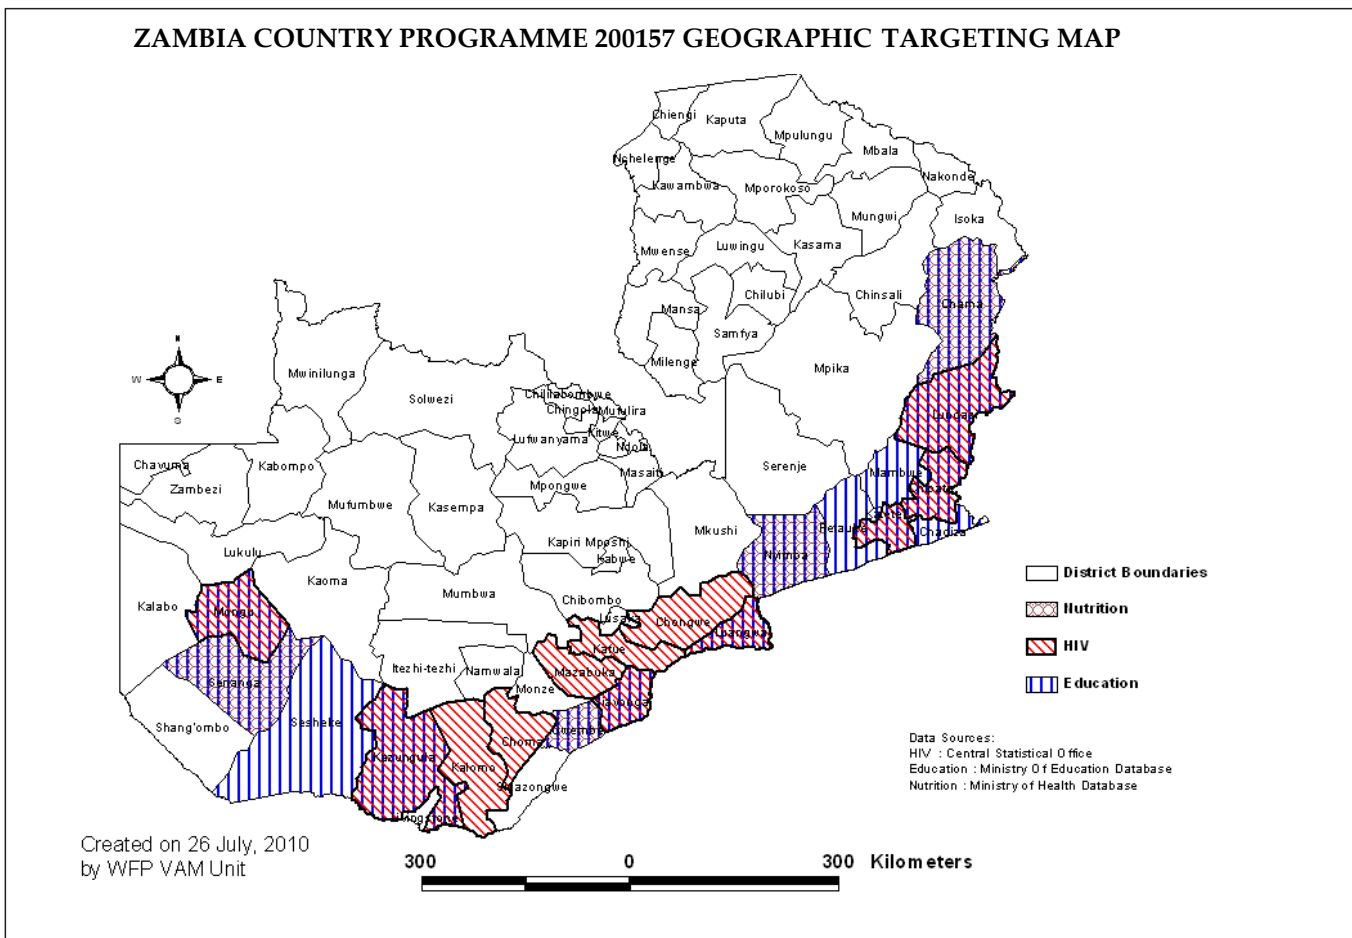 ZAMBIA COUNTRY PROGRAMME 200157 GEOGRAPHIC TARGETING MAP
Chiengi
Kaputa
Mpulungu
Mbala
Nchelenge
Nakonde
Kawambwa
Mporokoso
Mungwi
Isoka
Mwense
Luwingu
Kasama
Chilubi
Chinsali
Chama
Mansa
Samfya
Milenge
Mpika
N
W
E
S
Mwinilunga
Solwezi
Chililabombwe
Chingola
Mufulira
Lundazi
Lufwanyama
Kitwe
Ndola
Chavuma
Kabompo
Masaiti
Serenje
Mambwe
Zambezi
Mpongwe
Chipata
Mufumbwe
Kasempa
Mkushi
Petauke
Katete
Chadiza
Lukulu
Kapiri Mposhi
Kabwe
Nyimba
Kaoma
Mumbwa
Chibombo
Kalabo
Mongu
Lusaka
Chongwe
Luangwa
Kafue
Itezhi-tezhi
Namwala
Mazabuka
Senanga
Monze
Siavonga
Shang'ombo
Sesheke
Gwembe
Choma
Kazungula
Kalomo
Sinazongwe
Livingstone
District Boundaries
Nutrition
HIV
Education
Data Sources:
HIV : Central Statistical Office
Education : Ministry Of Education Database
Nutrition : Ministry of Health Database
Created on 26 July, 2010
by WFP VAM Unit
300 0 300 Kilometers